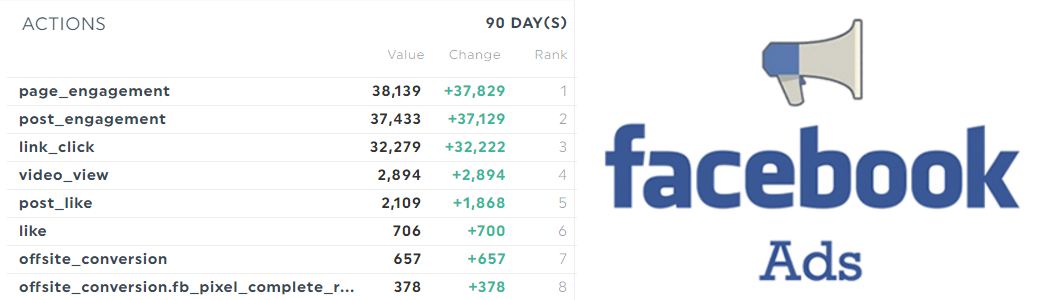 ACTIONS 90 DAY(S)
Value Change Rank
page_engagement 38,139 +37,829 1
post_engagement 37,433 +37,129 2
link_click 32,279 +32,222 3
video_view 2,894 +2,894 4
post_like 2,109 +1,868 5
like 706 +700 6
offsite_conversion 657 +657 7
offsite_conversion.fb_pixel_complete_r... 378 +378 8
facebook
Ads